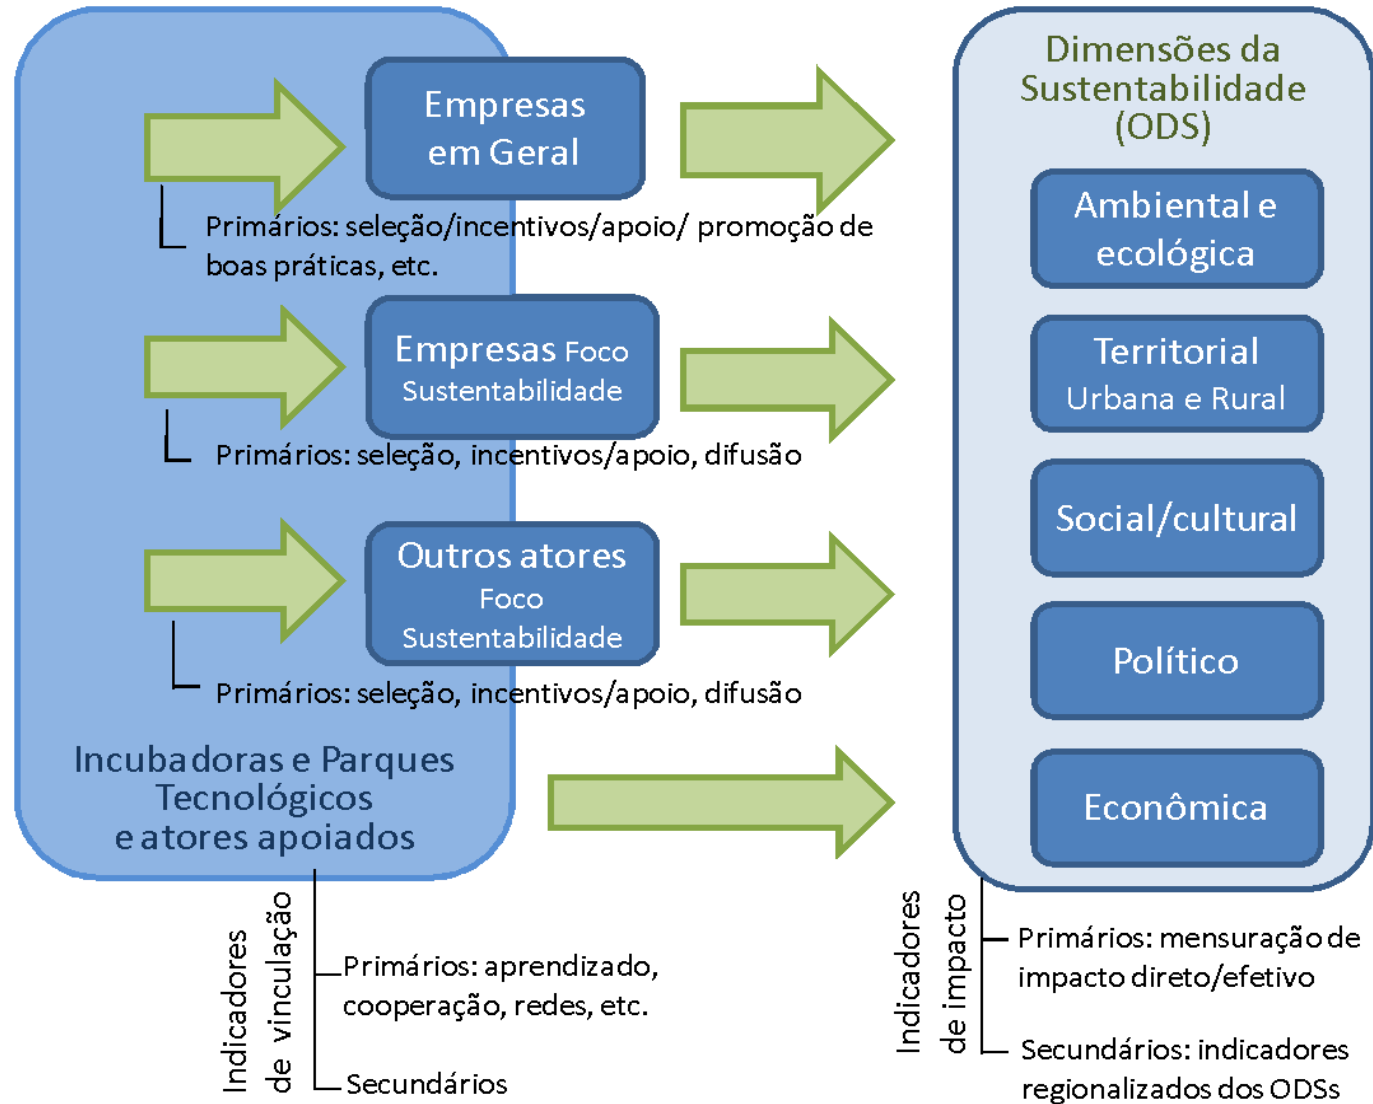 Empresas
em Geral
Primários: seleção/incentivos/apoio/ promoção de
boas práticas, etc.
Empresas Foco
Sustentabilidade
Primários: seleção, incentivos/apoio, difusão
Outros atores
Foco
Sustentabilidade
Primários: seleção, incentivos/apoio, difusão
Incubadoras e Parques
Tecnológicos
e atores apoiados
Indicadores
de vinculação
Primários: aprendizado,
cooperação, redes, etc.
Secundários
Dimensões da
Sustentabilidade
(ODS)
Ambiental e
ecológica
Territorial
Urbana e Rural
Social/cultural
Político
Econômica
Indicadores
de impacto
Primários: mensuração de
impacto direto/efetivo
Secundários: indicadores
regionalizados dos ODSs